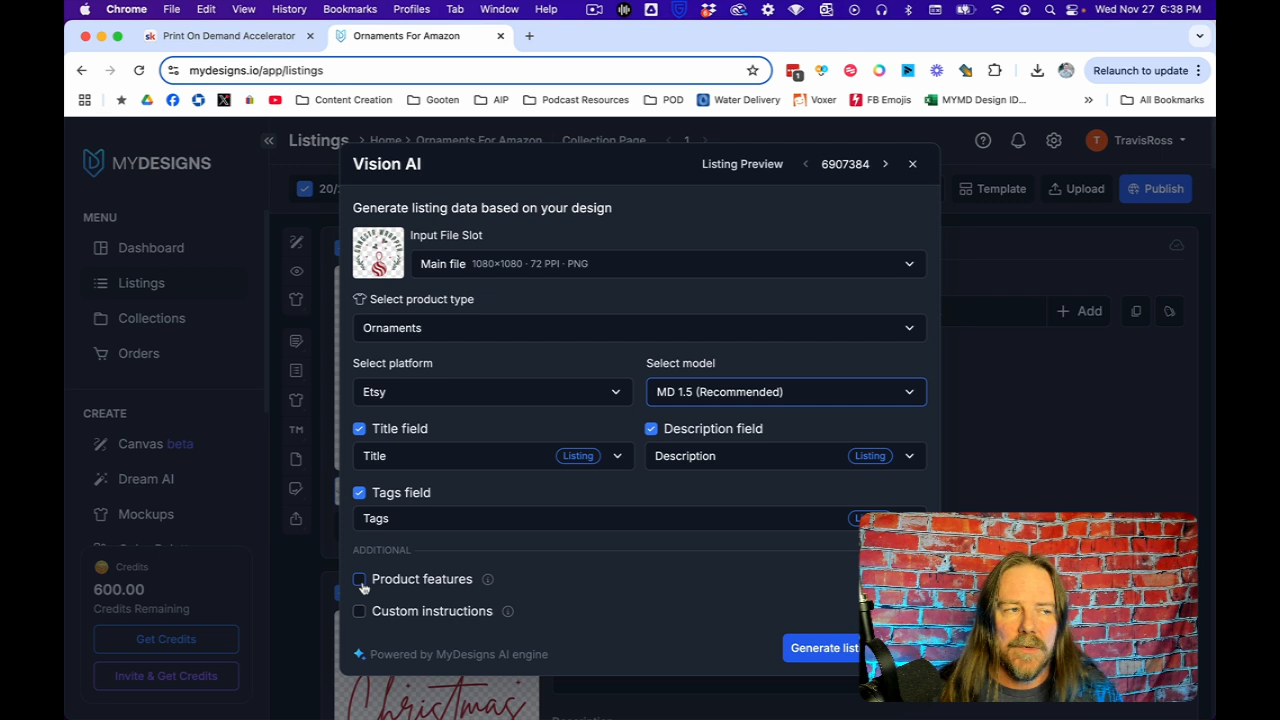 Chrome File Edit View History Bookmarks Profiles Tab Window Help Wed Nov 27 6:38 PM
Print On Demand Accelerator
Ornaments For Amazon
mydesigns.io/app/listings
Relaunch to update
Content Creation
Gooten
AIP
Podcast Resources
POD
Water Delivery
Voxer
FB Emojis
MYMD Design ID...
All Bookmarks
MYDESIGNS
Listings Home Ornaments For Amazon Collection Page 1
TravisRoss
20/
Template
Upload
Publish
MENU
Dashboard
Listings
Collections
Orders
CREATE
Canvas beta
Dream AI
Mockups
Credits
600.00
Credits Remaining
Get Credits
Invite & Get Credits
TM
Vision AI
Listing Preview 6907384
Generate listing data based on your design
Input File Slot
Main file 1080×1080 - 72 PPI - PNG
Select product type
Ornaments
Select platform
Select model
Etsy
MD 1.5 (Recommended)
Title field
Description field
Title Listing
Description Listing
Tags field
Tags
ADDITIONAL
Product features
Custom instructions
Powered by MyDesigns AI engine
Generate list
Add
Christmas